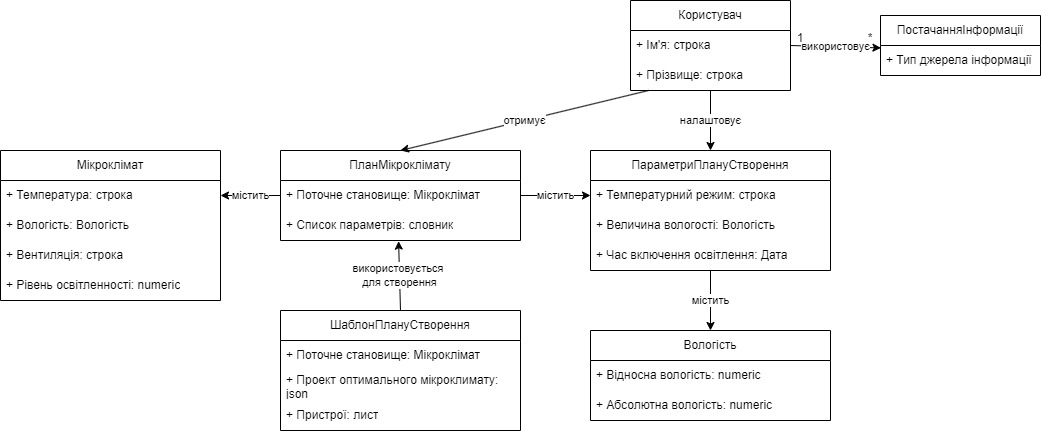 Користувач
+ Ім'я: строка
+ Прізвище: строка
1
*
використовує
ПостачанняІнформації
+ Тип джерела інформації
отримує
налаштовує
Мікроклімат
+ Температура: строка
+ Вологість: Вологість
+ Вентиляція: строка
+ Рівень освітленності: numeric
містить
ПланМікроклімату
+ Поточне становище: Мікроклімат
+ Список параметрів: словник
містить
ПараметриПлануСтворення
+ Температурний режим: строка
+ Величина вологості: Вологість
+ Час включення освітлення: Дата
використовується
для створення
містить
ШаблонПлануСтворення
+ Поточне становище: Мікроклімат
+ Проект оптимального мікроклимату:
json
+ Пристрої: лист
Вологість
+ Відносна вологість: numeric
+ Абсолютна вологість: numeric